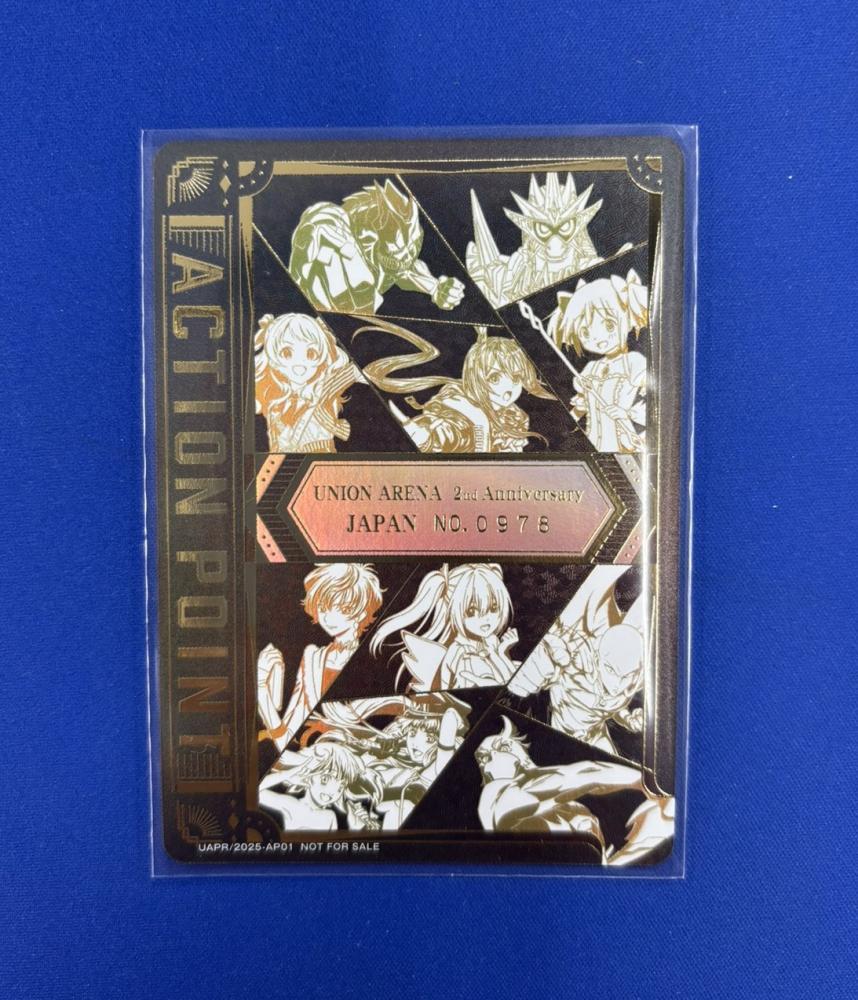 ACTION POINT
UNION ARENA 2nd Anniversary
JAPAN NO.0978
UAPR/2025-AP01 NOT FOR SALE